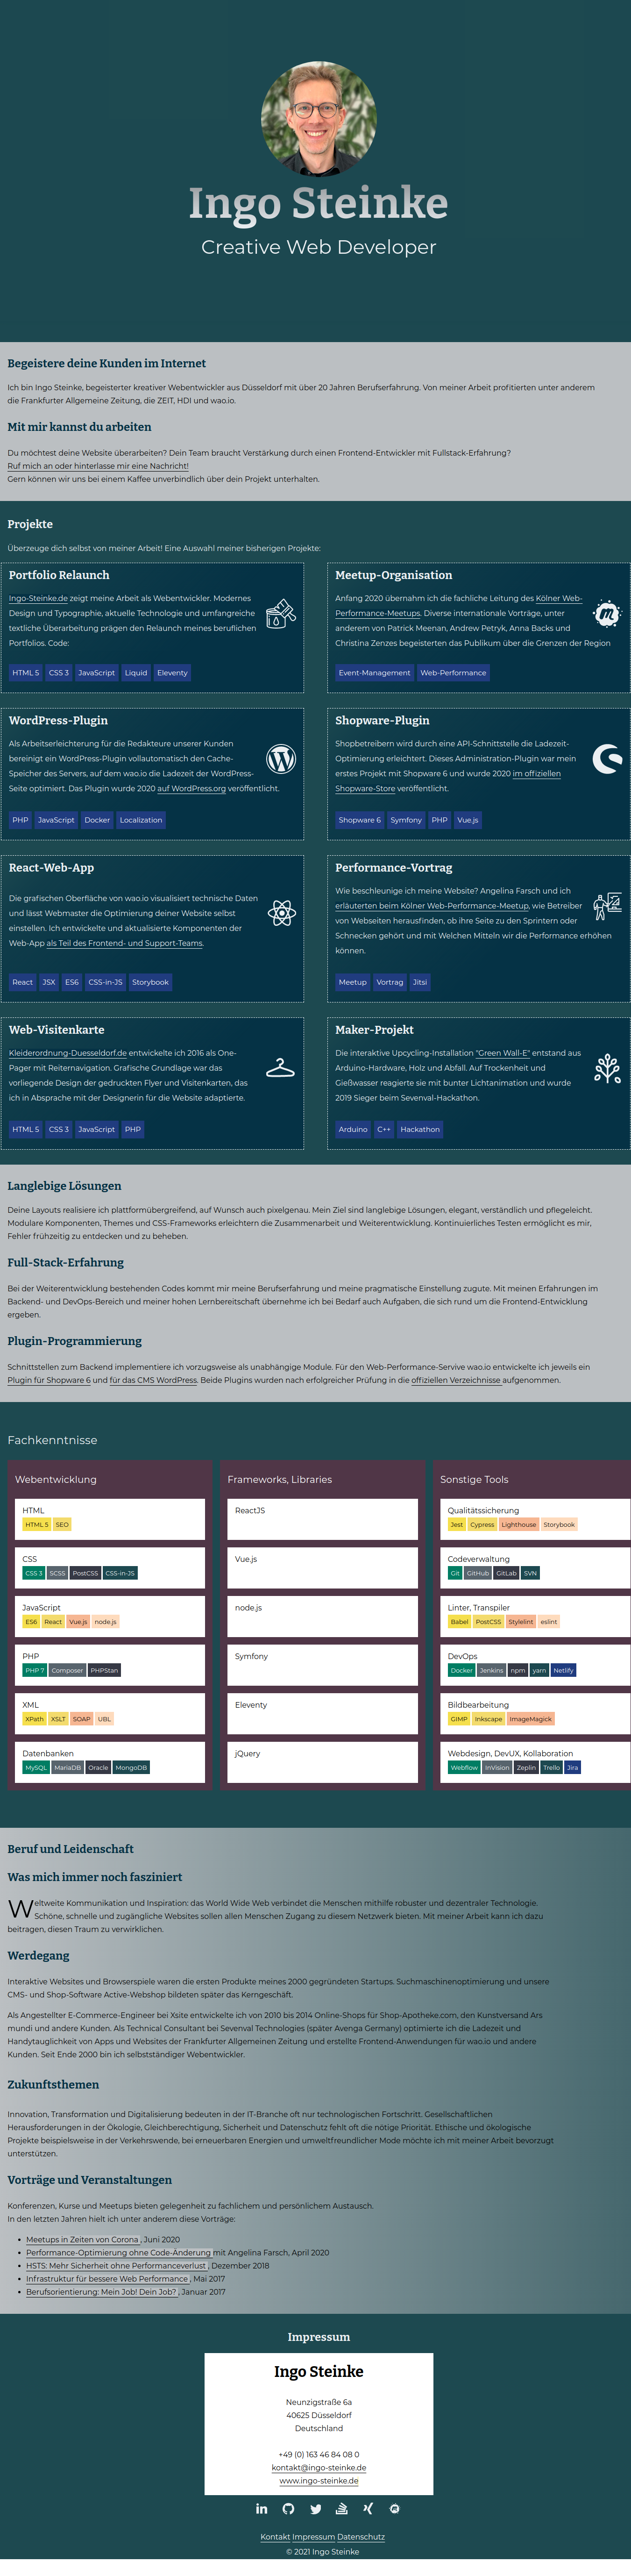 Ingo Steinke
Creative Web Developer
Begeistere deine Kunden im Internet
Ich bin Ingo Steinke, begeisterter kreativer Webentwickler aus Düsseldorf mit über 20 Jahren Berufserfahrung. Von meiner Arbeit profitierten unter anderem
die Frankfurter Allgemeine Zeitung, die ZEIT, HDI und wao.io.
Mit mir kannst du arbeiten
Du möchtest deine Website überarbeiten? Dein Team braucht Verstärkung durch einen Frontend-Entwickler mit Fullstack-Erfahrung?
Ruf mich an oder hinterlasse mir eine Nachricht!
Gern können wir uns bei einem Kaffee unverbindlich über dein Projekt unterhalten.
Projekte
Überzeuge dich selbst von meiner Arbeit! Eine Auswahl meiner bisherigen Projekte:
Portfolio Relaunch
Ingo-Steinke.de zeigt meine Arbeit als Webentwickler. Modernes
Design und Typographie, aktuelle Technologie und umfangreiche
textliche Überarbeitung prägen den Relaunch meines beruflichen
Portfolios. Code:
HTML 5 CSS 3 JavaScript Liquid Eleventy
Meetup-Organisation
Anfang 2020 übernahm ich die fachliche Leitung des Kölner Web-
Performance-Meetups. Diverse internationale Vorträge, unter
anderem von Patrick Meenan, Andrew Petryk, Anna Backs und
Christina Zenzes begeisterten das Publikum über die Grenzen der Region
Event-Management Web-Performance
WordPress-Plugin
Als Arbeitserleichterung für die Redakteure unserer Kunden
bereinigt ein WordPress-Plugin vollautomatisch den Cache-
Speicher des Servers, auf dem wao.io die Ladezeit der WordPress-
Seite optimiert. Das Plugin wurde 2020 auf WordPress.org veröffentlicht.
PHP JavaScript Docker Localization
Shopware-Plugin
Shopbetreibern wird durch eine API-Schnittstelle die Ladezeit-
Optimierung erleichtert. Dieses Administration-Plugin war mein
erstes Projekt mit Shopware 6 und wurde 2020 im offiziellen
Shopware-Store veröffentlicht.
Shopware 6 Symfony PHP Vue.js
React-Web-App
Die grafischen Oberfläche von wao.io visualisiert technische Daten
und lässt Webmaster die Optimierung deiner Website selbst
einstellen. Ich entwickelte und aktualisierte Komponenten der
Web-App als Teil des Frontend- und Support-Teams.
React JSX ES6 CSS-in-JS Storybook
Performance-Vortrag
Wie beschleunige ich meine Website? Angelina Farsch und ich
erläuterten beim Kölner Web-Performance-Meetup, wie Betreiber
von Webseiten herausfinden, ob ihre Seite zu den Sprintern oder
Schnecken gehört und mit Welchen Mitteln wir die Performance erhöhen
können.
Meetup Vortrag Jitsi
Web-Visitenkarte
Kleiderordnung-Duesseldorf.de entwickelte ich 2016 als One-
Pager mit Reiternavigation. Grafische Grundlage war das
vorliegende Design der gedruckten Flyer und Visitenkarten, das
ich in Absprache mit der Designerin für die Website adaptierte.
HTML 5 CSS 3 JavaScript PHP
Maker-Projekt
Die interaktive Upcycling-Installation "Green Wall-E" entstand aus
Arduino-Hardware, Holz und Abfall. Auf Trockenheit und
Gießwasser reagierte sie mit bunter Lichtanimation und wurde
2019 Sieger beim Sevenval-Hackathon.
Arduino C++ Hackathon
Langlebige Lösungen
Deine Layouts realisiere ich plattformübergreifend, auf Wunsch auch pixelgenau. Mein Ziel sind langlebige Lösungen, elegant, verständlich und pflegeleicht.
Modulare Komponenten, Themes und CSS-Frameworks erleichtern die Zusammenarbeit und Weiterentwicklung. Kontinuierliches Testen ermöglicht es mir,
Fehler frühzeitig zu entdecken und zu beheben.
Full-Stack-Erfahrung
Bei der Weiterentwicklung bestehenden Codes kommt mir meine Berufserfahrung und meine pragmatische Einstellung zugute. Mit meinen Erfahrungen im
Backend- und DevOps-Bereich und meiner hohen Lernbereitschaft übernehme ich bei Bedarf auch Aufgaben, die sich rund um die Frontend-Entwicklung
ergeben.
Plugin-Programmierung
Schnittstellen zum Backend implementiere ich vorzugsweise als unabhängige Module. Für den Web-Performance-Servive wao.io entwickelte ich jeweils ein
Plugin für Shopware 6 und für das CMS WordPress. Beide Plugins wurden nach erfolgreicher Prüfung in die offiziellen Verzeichnisse aufgenommen.
Fachkenntnisse
Webentwicklung
HTML
HTML 5 SEO
CSS
CSS 3 SCSS PostCSS CSS-in-JS
JavaScript
ES6 React Vue.js node.js
PHP
PHP 7 Composer PHPStan
XML
XPath XSLT SOAP UBL
Datenbanken
MySQL MariaDB Oracle MongoDB
Frameworks, Libraries
ReactJS
Vue.js
node.js
Symfony
Eleventy
jQuery
Sonstige Tools
Qualitätssicherung
Jest Cypress Lighthouse Storybook
Codeverwaltung
Git GitHub GitLab SVN
Linter, Transpiler
Babel PostCSS Stylelint eslint
DevOps
Docker Jenkins npm yarn Netlify
Bildbearbeitung
GIMP Inkscape ImageMagick
Webdesign, DevUX, Kollaboration
Webflow InVision Zeplin Trello Jira
Beruf und Leidenschaft
Was mich immer noch fasziniert
Weltweite Kommunikation und Inspiration: das World Wide Web verbindet die Menschen mithilfe robuster und dezentraler Technologie.
Schöne, schnelle und zugängliche Websites sollen allen Menschen Zugang zu diesem Netzwerk bieten. Mit meiner Arbeit kann ich dazu
beitragen, diesen Traum zu verwirklichen.
Werdegang
Interaktive Websites und Browserspiele waren die ersten Produkte meines 2000 gegründeten Startups. Suchmaschinenoptimierung und unsere
CMS- und Shop-Software Active-Webshop bildeten später das Kerngeschäft.
Als Angestellter E-Commerce-Engineer bei Xsite entwickelte ich von 2010 bis 2014 Online-Shops für Shop-Apotheke.com, den Kunstversand Ars
mundi und andere Kunden. Als Technical Consultant bei Sevenval Technologies (später Avenga Germany) optimierte ich die Ladezeit und
Handytauglichkeit von Apps und Websites der Frankfurter Allgemeinen Zeitung und erstellte Frontend-Anwendungen für wao.io und andere
Kunden. Seit Ende 2000 bin ich selbstständiger Webentwickler.
Zukunftsthemen
Innovation, Transformation und Digitalisierung bedeuten in der IT-Branche oft nur technologischen Fortschritt. Gesellschaftlichen
Herausforderungen in der Ökologie, Gleichberechtigung, Sicherheit und Datenschutz fehlt oft die nötige Priorität. Ethische und ökologische
Projekte beispielsweise in der Verkehrswende, bei erneuerbaren Energien und umweltfreundlicher Mode möchte ich mit meiner Arbeit bevorzugt
unterstützen.
Vorträge und Veranstaltungen
Konferenzen, Kurse und Meetups bieten gelegenheit zu fachlichem und persönlichem Austausch.
In den letzten Jahren hielt ich unter anderem diese Vorträge:
• Meetups in Zeiten von Corona , Juni 2020
• Performance-Optimierung ohne Code-Änderung mit Angelina Farsch, April 2020
• HSTS: Mehr Sicherheit ohne Performanceverlust , Dezember 2018
• Infrastruktur für bessere Web Performance , Mai 2017
• Berufsorientierung: Mein Job! Dein Job? , Januar 2017
Impressum
Ingo Steinke
Neunzigstraße 6a
40625 Düsseldorf
Deutschland
+49 (0) 163 46 84 08 0
kontakt@ingo-steinke.de
www.ingo-steinke.de
Kontakt Impressum Datenschutz
© 2021 Ingo Steinke